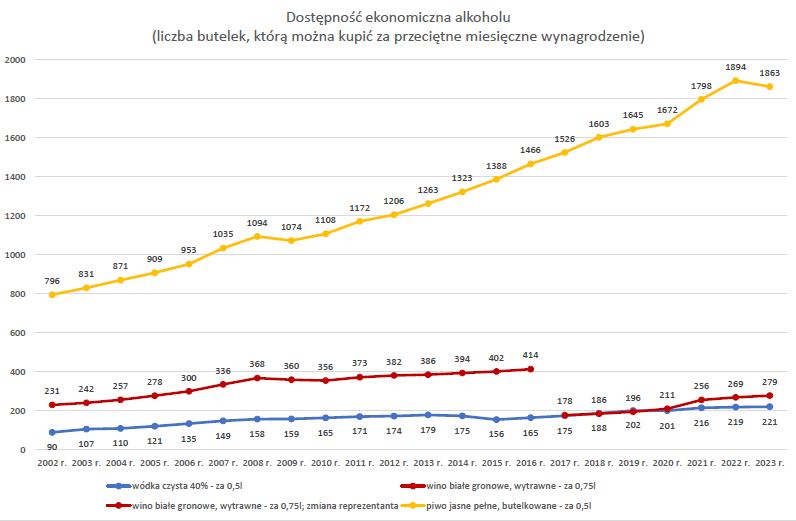 Dostępność ekonomiczna alkoholu
(liczba butelek, którą można kupić za przeciętne miesięczne wynagrodzenie)
2000
1800
1600
1400
1200
1000
800
600
400
200
0
796 831 871 909 953 1035 1094 1074 1108 1172 1206 1263 1323 1388 1466 1526 1603 1645 1672 1798 1894 1863
231 242 257 278 300 336 368 360 356 373 382 386 394 402 414
178 186 196 211 256 269 279
90 107 110 121 135 149 158 159 165 171 174 179 175 156 165 175 188 202 201 216 219 221
2002 r. 2003 r. 2004 r. 2005 r. 2006 r. 2007 r. 2008 r. 2009 r. 2010 r. 2011 r. 2012 r. 2013 r. 2014 r. 2015 r. 2016 r. 2017 r. 2018 r. 2019 r. 2020 r. 2021 r. 2022 r. 2023 r.
wódka czysta 40% - za 0,5l wino białe gronowe, wytrawne - za 0,75l
wino białe gronowe, wytrawne - za 0,75l; zmiana reprezentanta piwo jasne pełne, butelkowane - za 0,5l